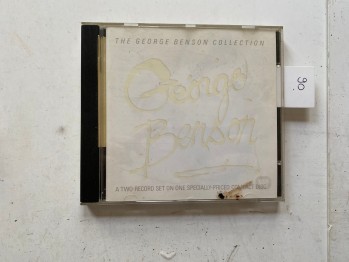 THE GEORGE BENSON COLLECTION
90.
George
Benson
A TWO-RECORD SET ON ONE SPECIALLY-PRICED COMPACT DISC